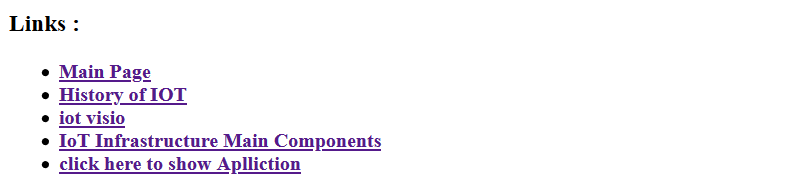 Links :
Main Page
History of IOT
iot visio
IoT Infrastructure Main Components
click here to show Aplliction